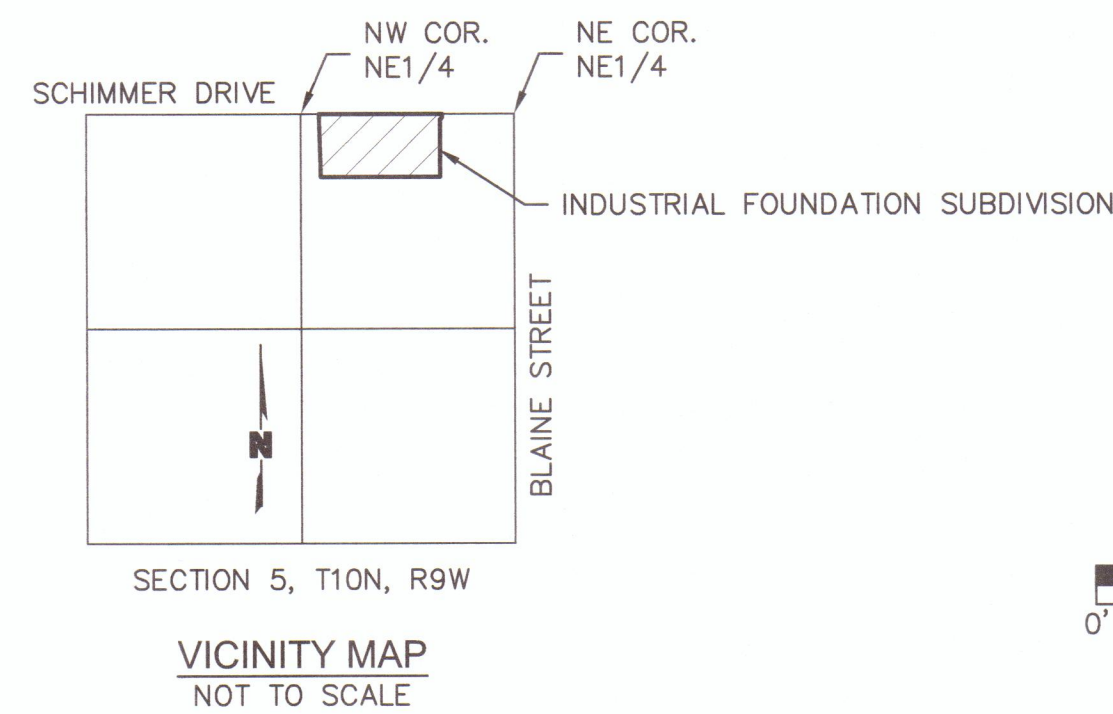 NW COR.
NE1/4
NE COR.
NE1/4
SCHIMMER DRIVE
INDUSTRIAL FOUNDATION SUBDIVISION
BLAINE STREET
N
SECTION 5, T10N, R9W
VICINITY MAP
NOT TO SCALE
0'